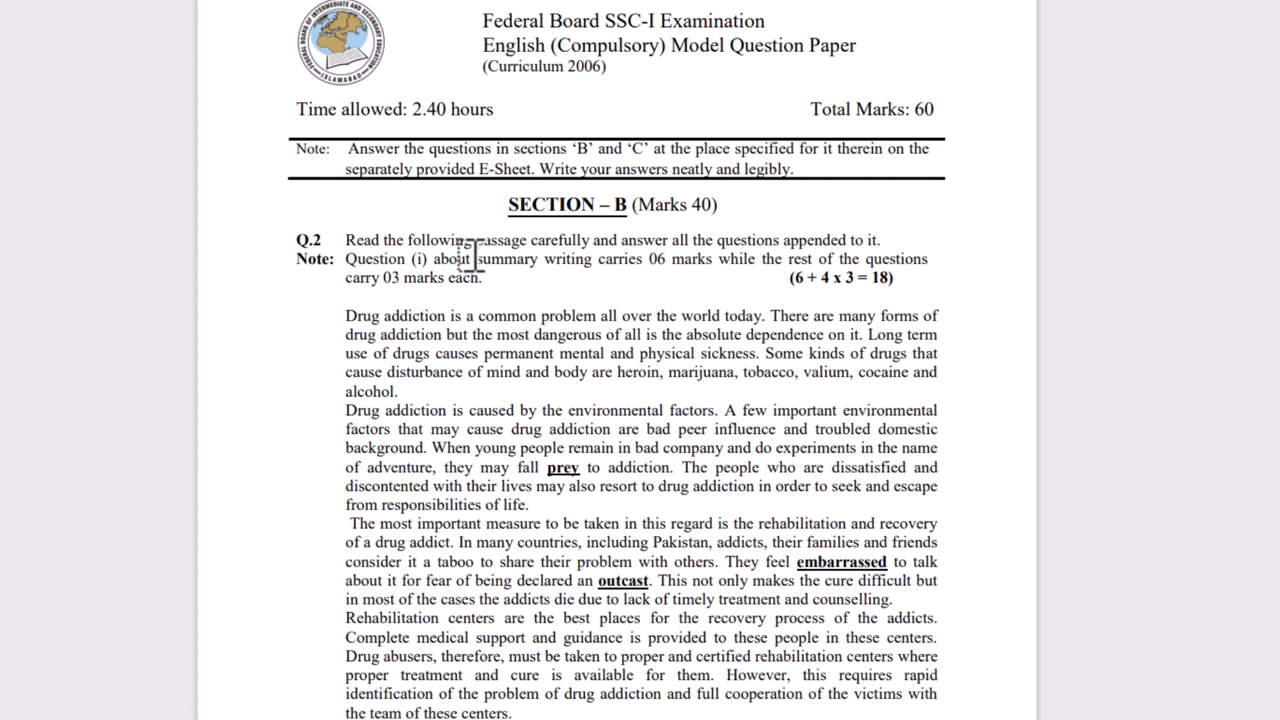 FEDERAL BOARD OF INTERMEDIATE AND SECONDARY EDUCATION
ISLAMABAD
Federal Board SSC-I Examination
English (Compulsory) Model Question Paper
(Curriculum 2006)
Time allowed: 2.40 hours Total Marks: 60
Note: Answer the questions in sections ‘B’ and ‘C’ at the place specified for it therein on the
separately provided E-Sheet. Write your answers neatly and legibly.
SECTION – B (Marks 40)
Q.2 Read the following passage carefully and answer all the questions appended to it.
Note: Question (i) about summary writing carries 06 marks while the rest of the questions
carry 03 marks each. (6 + 4 x 3 = 18)
Drug addiction is a common problem all over the world today. There are many forms of
drug addiction but the most dangerous of all is the absolute dependence on it. Long term
use of drugs causes permanent mental and physical sickness. Some kinds of drugs that
cause disturbance of mind and body are heroin, marijuana, tobacco, valium, cocaine and
alcohol.
Drug addiction is caused by the environmental factors. A few important environmental
factors that may cause drug addiction are bad peer influence and troubled domestic
background. When young people remain in bad company and do experiments in the name
of adventure, they may fall prey to addiction. The people who are dissatisfied and
discontented with their lives may also resort to drug addiction in order to seek and escape
from responsibilities of life.
The most important measure to be taken in this regard is the rehabilitation and recovery
of a drug addict. In many countries, including Pakistan, addicts, their families and friends
consider it a taboo to share their problem with others. They feel embarrassed to talk
about it for fear of being declared an outcast. This not only makes the cure difficult but
in most of the cases the addicts die due to lack of timely treatment and counselling.
Rehabilitation centers are the best places for the recovery process of the addicts.
Complete medical support and guidance is provided to these people in these centers.
Drug abusers, therefore, must be taken to proper and certified rehabilitation centers where
proper treatment and cure is available for them. However, this requires rapid
identification of the problem of drug addiction and full cooperation of the victims with
the team of these centers.